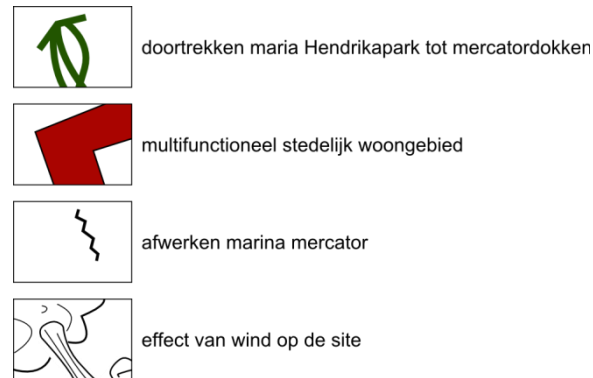 doortrekken maria Hendrikapark tot mercatordokken
multifunctioneel stedelijk woongebied
afwerken marina mercator
effect van wind op de site